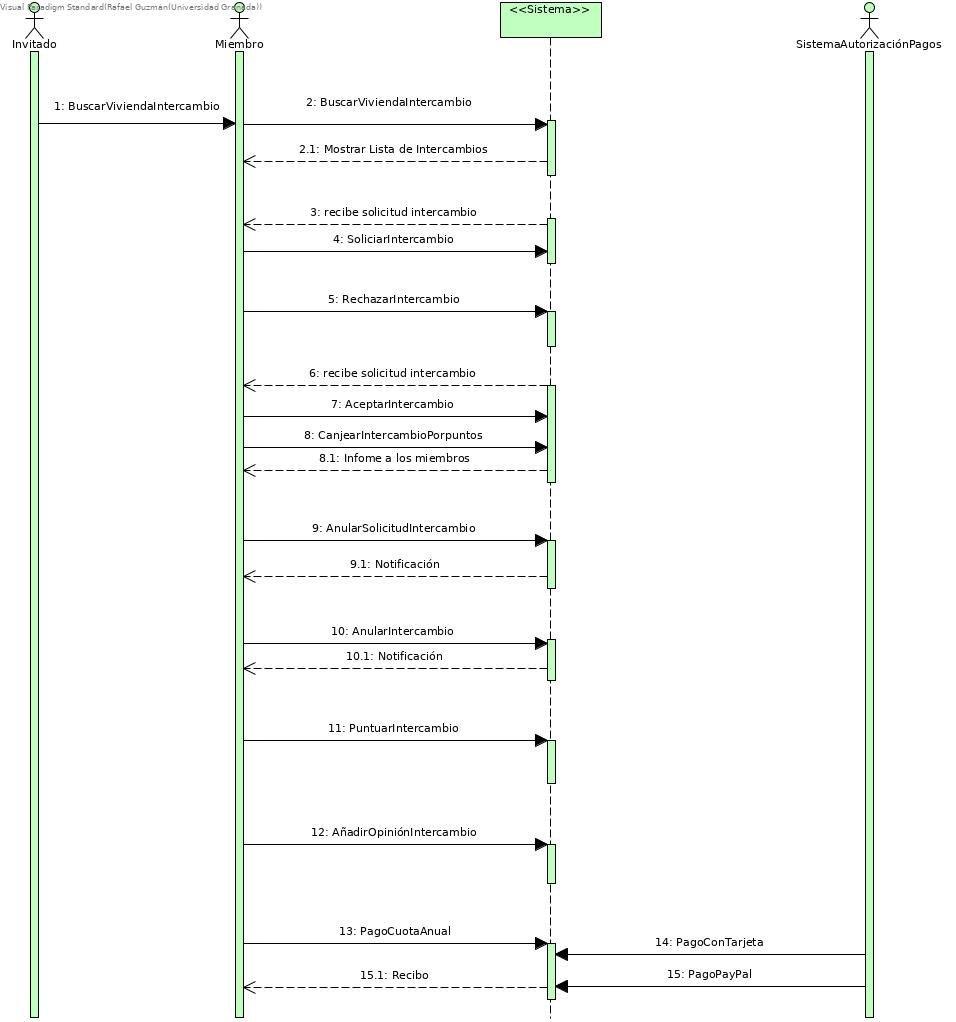 Visual Paradigm Standard(Rafael Guzmán(Universidad Granada))
<<Sistema>>
Invitado
Miembro
SistemaAutorizaciónPagos
1: BuscarViviendaIntercambio
2: BuscarViviendaIntercambio
2.1: Mostrar Lista de Intercambios
3: recibe solicitud intercambio
4: SoliciarIntercambio
5: RechazarIntercambio
6: recibe solicitud intercambio
7: AceptarIntercambio
8: CanjearIntercambioPorpuntos
8.1: Infome a los miembros
9: AnularSolicitudIntercambio
9.1: Notificación
10: AnularIntercambio
10.1: Notificación
11: PuntuarIntercambio
12: AñadirOpiniónIntercambio
13: PagoCuotaAnual
14: PagoConTarjeta
15: PagoPayPal
15.1: Recibo